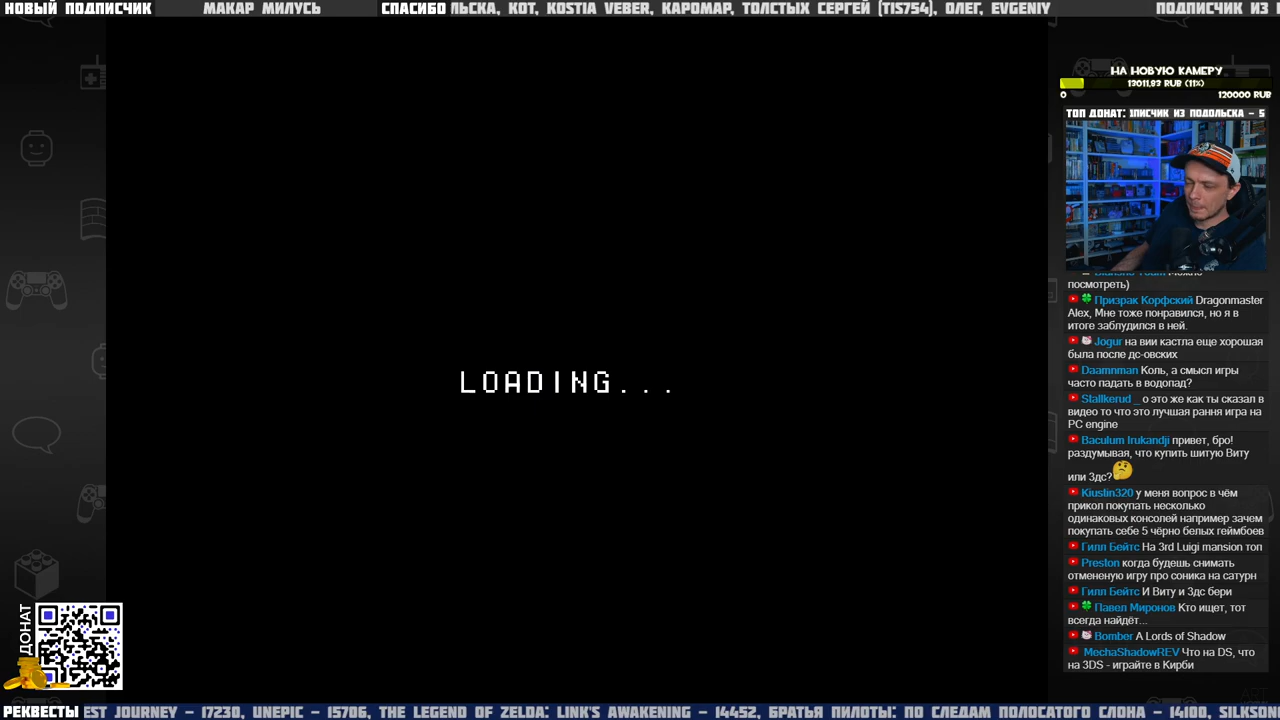 НОВЫЙ ПОДПИСЧИК МАКАР МИЛУСЬ СПАСИБО ЛЬСКА, КОТ, KOSTIA VEBER, КАРОМАР, ТОЛСТЫХ СЕРГЕЙ (TIS754), ОЛЕГ, EVGENIY ПОДПИСЧИК ИЗ
НА НОВУЮ КАМЕРУ
13011,83 RUB (11%)
0 120000 RUB
ТОП ДОНАТ: ПИСЧИК ИЗ ПОДОЛЬСКА - 5
посмотреть)
Призрак Корфский Dragonmaster
Alex, Мне тоже понравился, но я в
итоге заблудился в ней.
Jogur на вии кастла еще хорошая
была после дс-овских
Daamnman Коль, а смысл игры
часто падать в водопад?
Stallkerud _ о это же как ты сказал в
видео то что это лучшая рання игра на
PC engine
Baculum Irukandji привет, бро!
раздумывая, что купить шитую Виту
или 3дс?🤔
Kiuslin320 у меня вопрос в чём
прикол покупать несколько
одинаковых консолей например зачем
покупать себе 5 чёрно белых геймбоев
Гилл Бейтс На 3rd Luigi mansion топ
Preston когда будешь снимать
отмененую игру про соника на сатурн
Гилл Бейтс И Виту и 3дс бери
Павел Миронов Кто ищет, тот
всегда найдёт...
Bomber A Lords of Shadow
MechaShadowREV Что на DS, что
на 3DS - играйте в Кирби
LOADING...
ДОНАТ
РЕКВЕСТЫ EST JOURNEY - 17230, UNEPIC - 15706, THE LEGEND OF ZELDA: LINK'S AWAKENING - 14452, БРАТЬЯ ПИЛОТЫ: ПО СЛЕДАМ ПОЛОСАТОГО СЛОНА - 14100, SILKSON